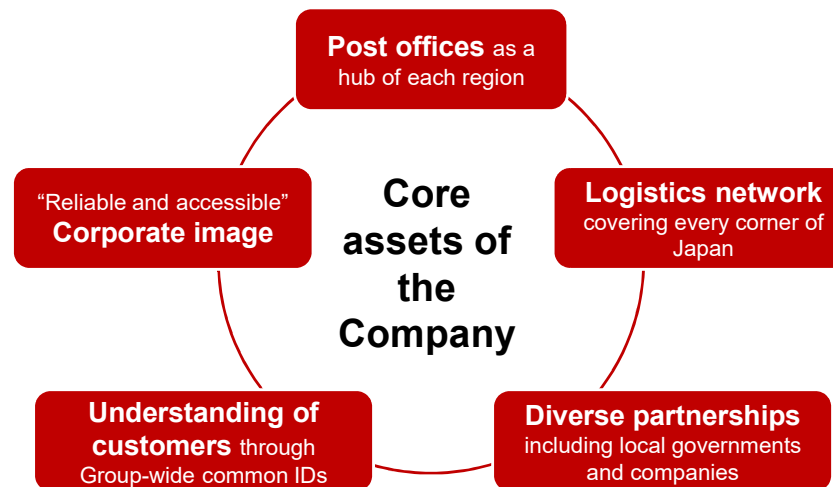 Post offices as a
hub of each region
"Reliable and accessible"
Corporate image
Core
assets of
the
Company
Logistics network
covering every corner of
Japan
Understanding of
customers through
Group-wide common IDs
Diverse partnerships
including local governments
and companies